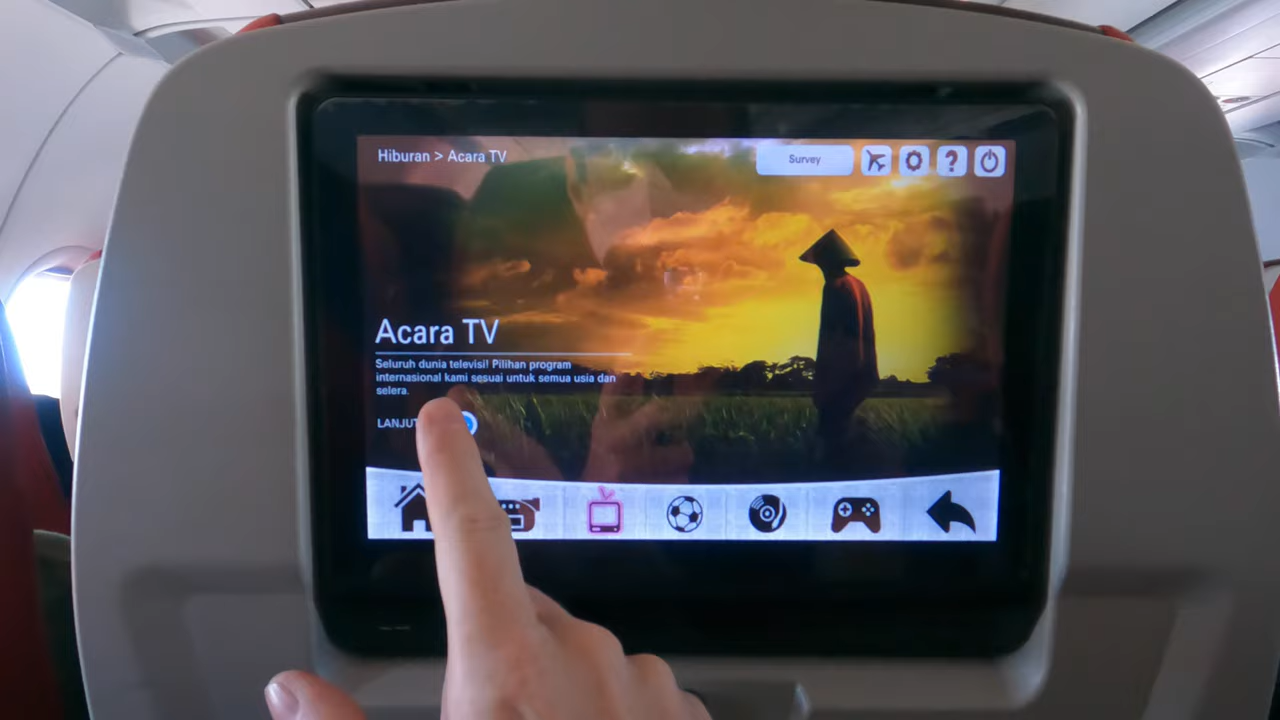 Hiburan > Acara TV
Survey
Acara TV
Seluruh dunia televisi! Pilihan program
internasional kami sesuai untuk semua usia dan
selera.